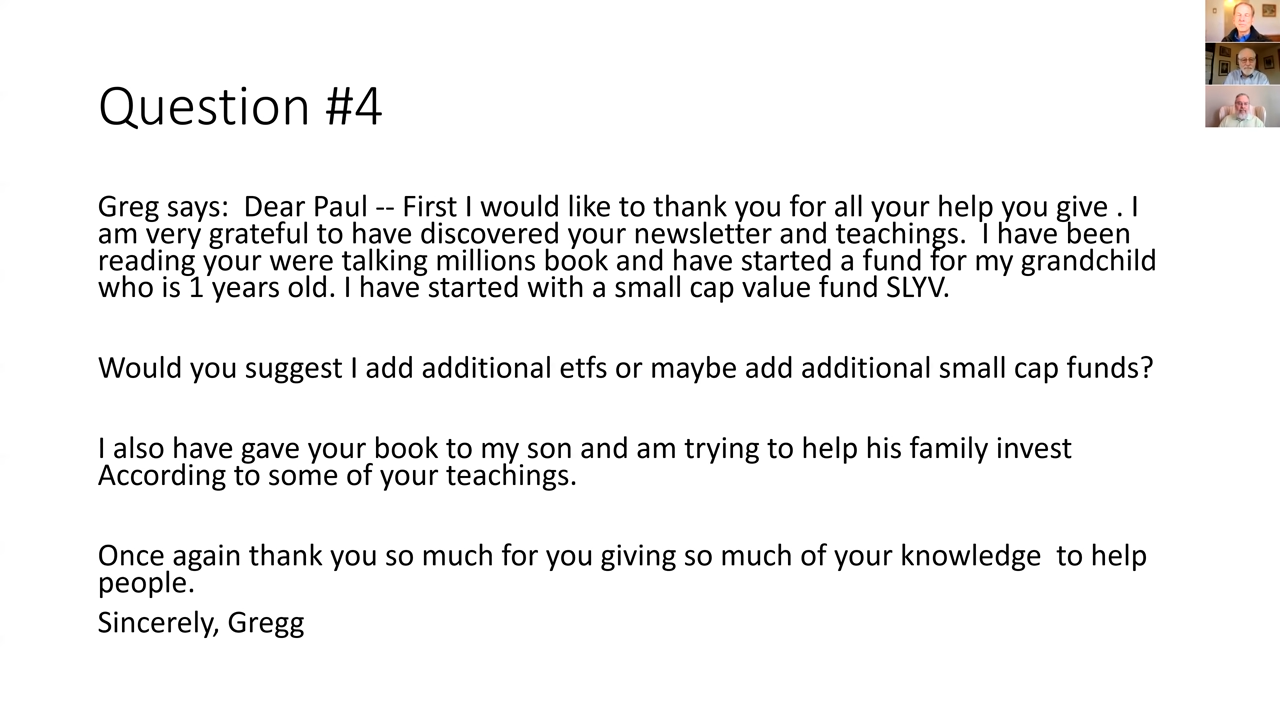 Question #4
Greg says:  Dear Paul -- First I would like to thank you for all your help you give . I
am very grateful to have discovered your newsletter and teachings.  I have been
reading your were talking millions book and have started a fund for my grandchild
who is 1 years old. I have started with a small cap value fund SLYV.
Would you suggest I add additional etfs or maybe add additional small cap funds?
I also have gave your book to my son and am trying to help his family invest
According to some of your teachings.
Once again thank you so much for you giving so much of your knowledge  to help
people.
Sincerely, Gregg